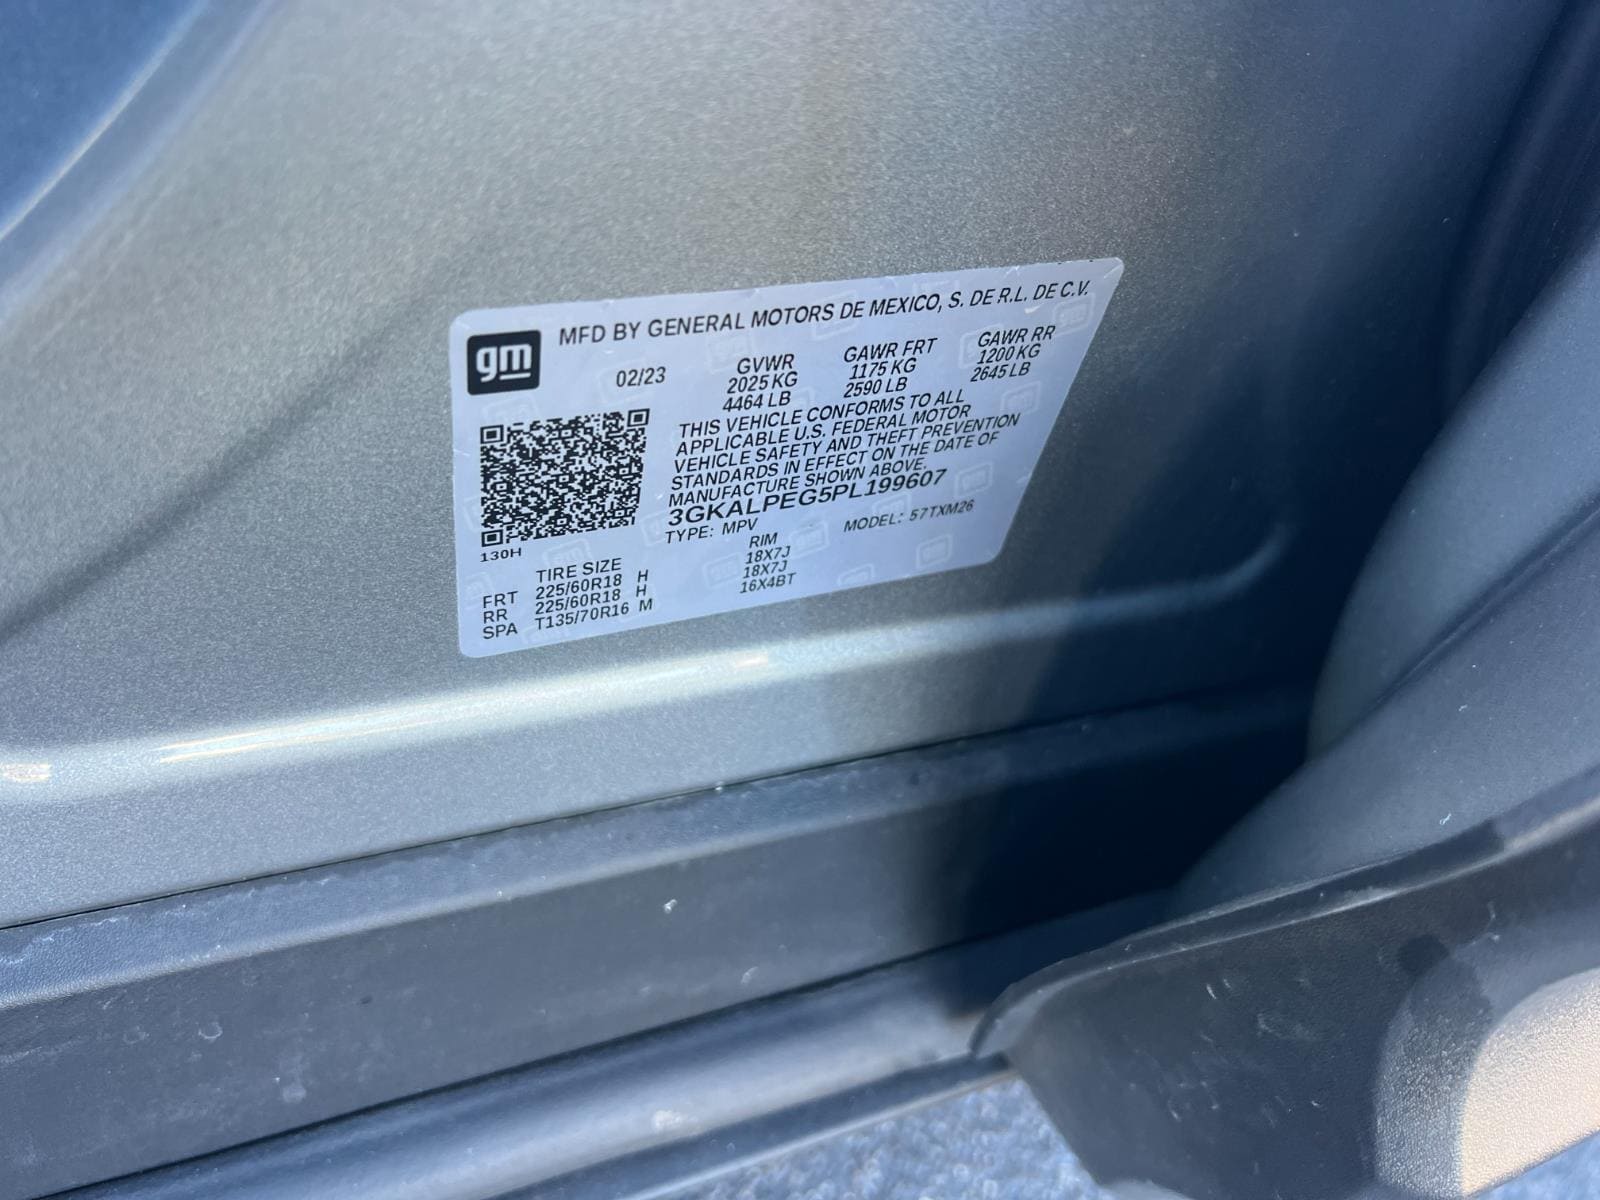 gm
MFD BY GENERAL MOTORS DE MEXICO, S. DE R.L. DE C.V.
02/23
GVWR
2025 KG
4464 LB
GAWR FRT
1175 KG
2590 LB
GAWR RR
1200 KG
2645 LB
THIS VEHICLE CONFORMS TO ALL
APPLICABLE U.S. FEDERAL MOTOR
VEHICLE SAFETY AND THEFT PREVENTION
STANDARDS IN EFFECT ON THE DATE OF
MANUFACTURE SHOWN ABOVE.
3GKALPEG5PL199607
TYPE: MPV
MODEL: 57TXM26
130H
TIRE SIZE
RIM
FRT 225/60R18 H 18X7J
RR 225/60R18 H 18X7J
SPA T135/70R16 M 16X4BT